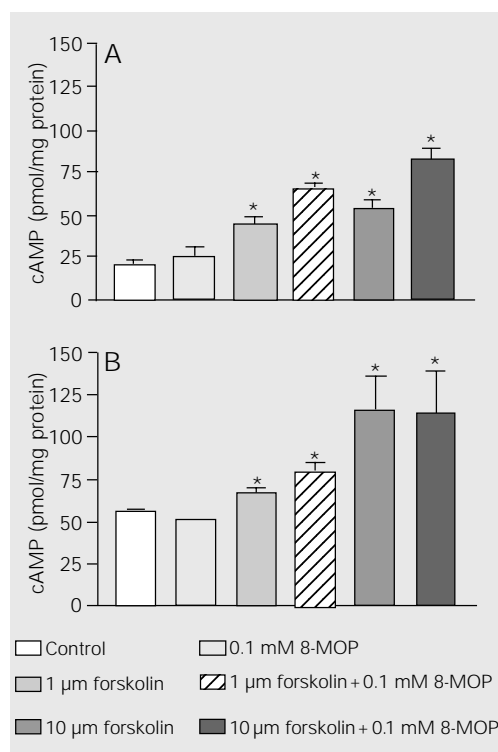 A
150
125
100
75
50
25
0
cAMP (pmol/mg protein)
* * * *
B
150
125
100
75
50
25
0
cAMP (pmol/mg protein)
* * * *
Control 0.1 mM 8-MOP
1 µm forskolin 1 µm forskolin + 0.1 mM 8-MOP
10 µm forskolin 10 µm forskolin + 0.1 mM 8-MOP